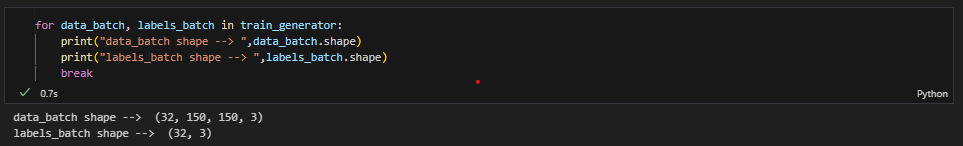 for data_batch, labels_batch in train_generator:
    print("data_batch shape --> ",data_batch.shape)
    print("labels_batch shape --> ",labels_batch.shape)
    break
0.7s
Python
data_batch shape -->  (32, 150, 150, 3)
labels_batch shape -->  (32, 3)